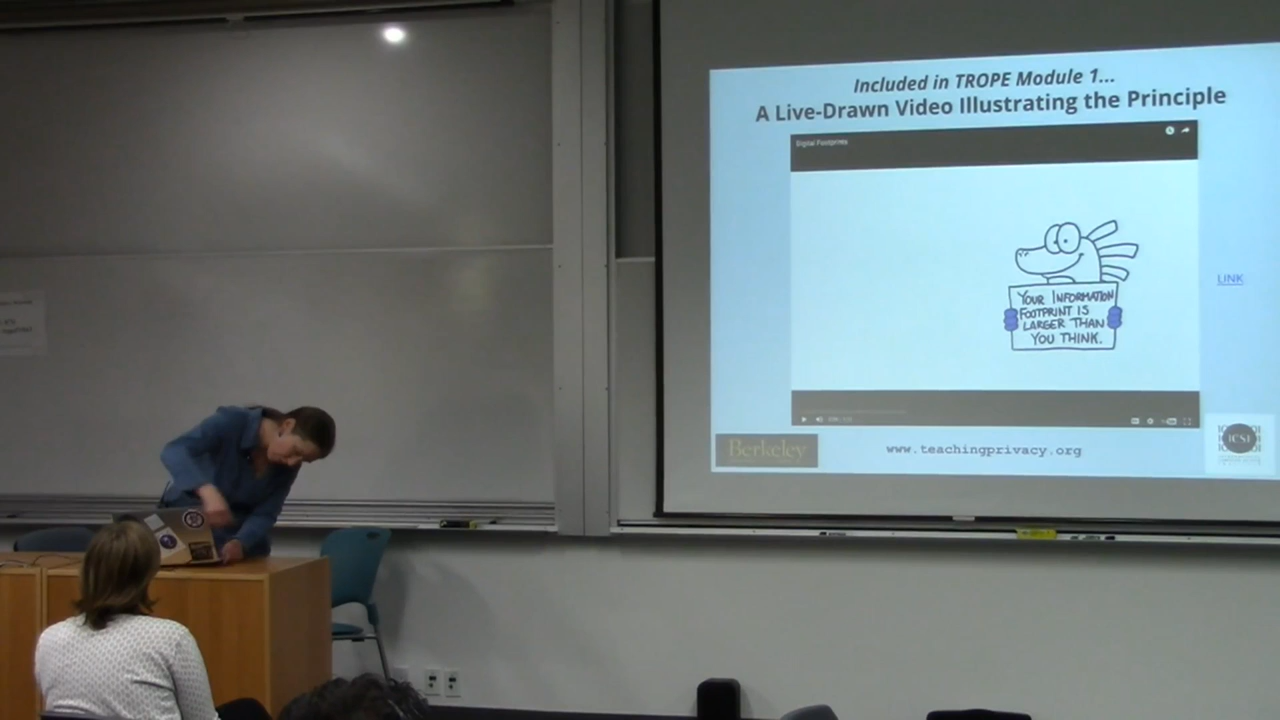 Included in TROPE Module 1...
A Live-Drawn Video Illustrating the Principle
Digital Footprints
YOUR INFORMATION
FOOTPRINT IS
LARGER THAN
YOU THINK.
LINK
Berkeley
www.teachingprivacy.org
ICSI